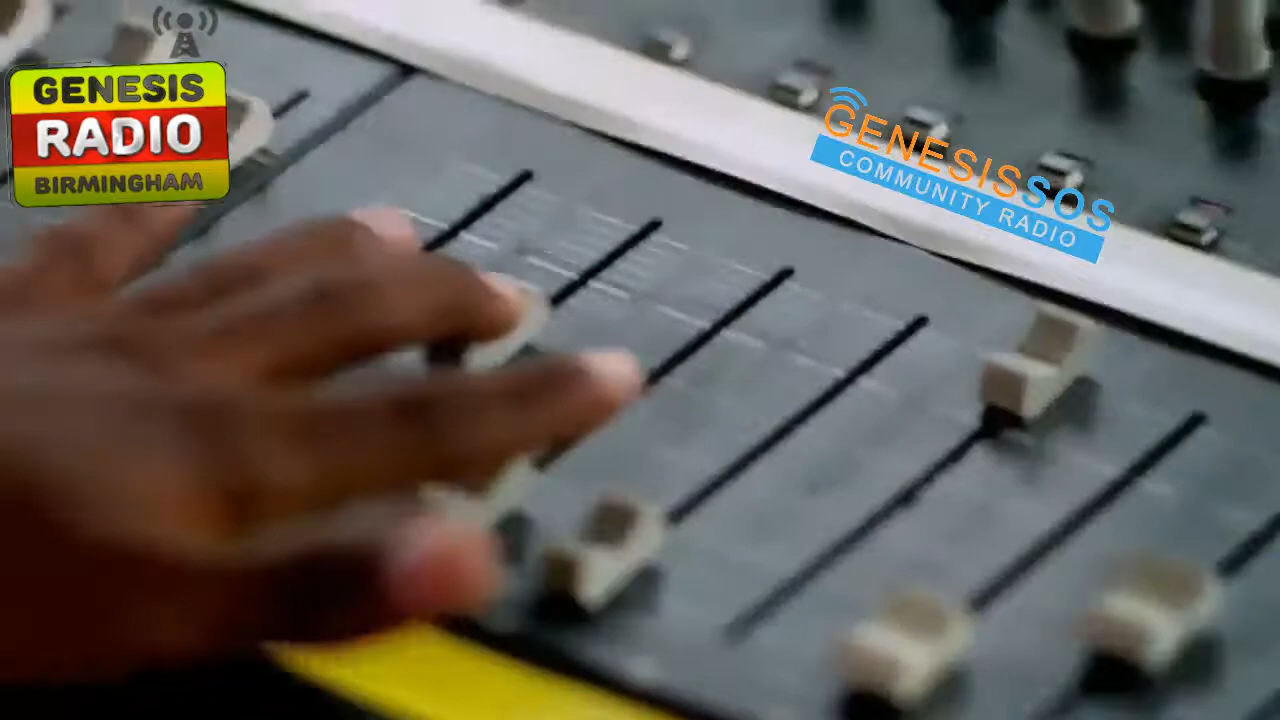 GENESIS
RADIO
BIRMINGHAM
GENESISSOS
COMMUNITY RADIO